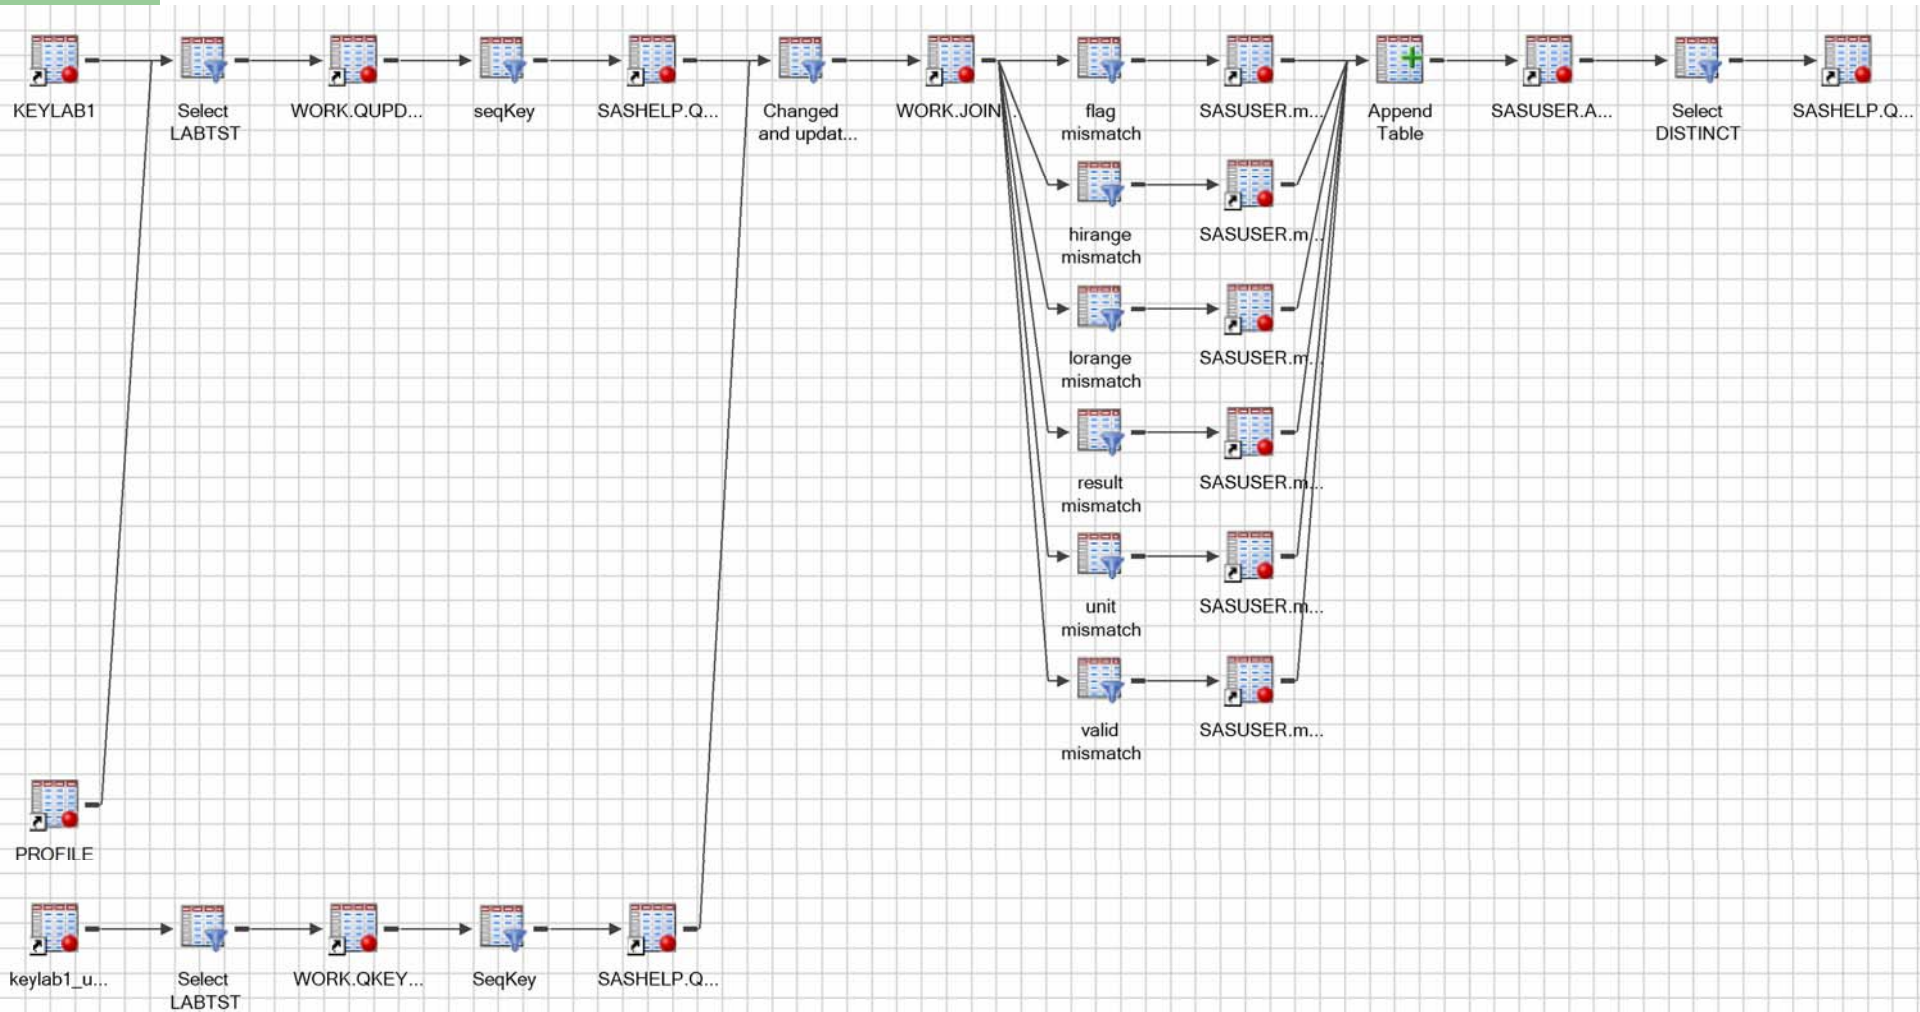 KEYLAB1
Select
LABTST
WORK.QUPD...
seqKey
SASHELP.Q...
Changed
and updat...
WORK.JOIN...
flag
mismatch
SASUSER.m...
Append
Table
SASUSER.A...
Select
DISTINCT
SASHELP.Q...
hirange
mismatch
SASUSER.m...
lorange
mismatch
SASUSER.m...
result
mismatch
SASUSER.m...
unit
mismatch
SASUSER.m...
valid
mismatch
SASUSER.m...
PROFILE
keylab1_u...
Select
LABTST
WORK.QKEY...
SeqKey
SASHELP.Q...